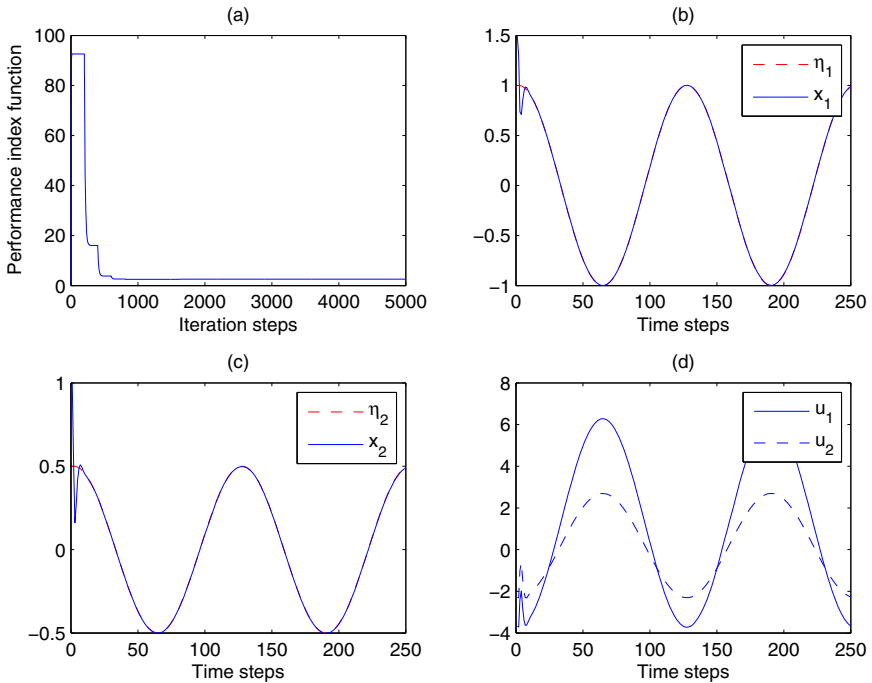 (a)
Performance index function
100
80
60
40
20
0
0 1000 2000 3000 4000 5000
Iteration steps
(b)
1.5
1
0.5
0
−0.5
−1
η1
x1
0 50 100 150 200 250
Time steps
(c)
1
0.5
0
−0.5
η2
x2
0 50 100 150 200 250
Time steps
(d)
8
6
4
2
0
−2
−4
u1
u2
0 50 100 150 200 250
Time steps